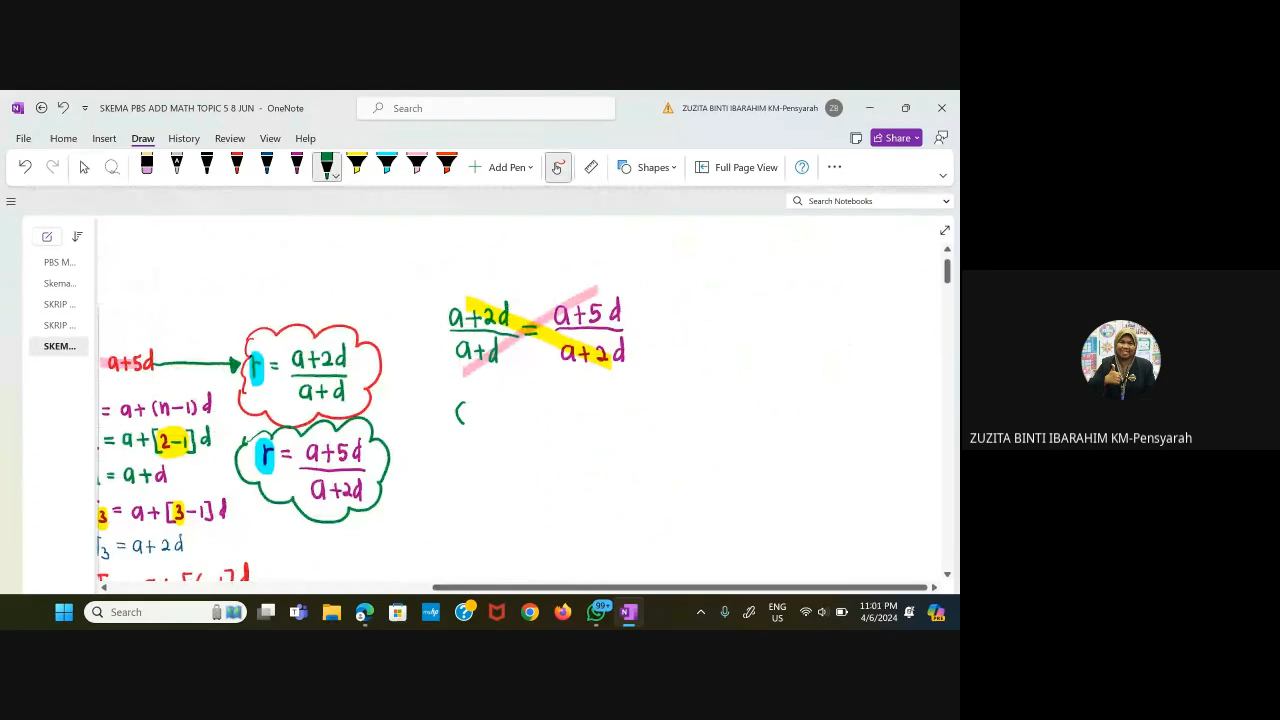 SKEMA PBS ADD MATH TOPIC 5 8 JUN - OneNote
Search
ZUZITA BINTI IBARAHIM KM-Pensyarah ZB
File Home Insert Draw History Review View Help
Share
Add Pen
Shapes
Full Page View
Search Notebooks
PBS M...
Skema...
SKRIP ...
SKRIP ...
SKEM...
a+5d
= a + (n-1) d
= a + [2-1] d
= a + d
3 = a + [3-1] d
T3 = a + 2d
r = a+2d / a+d
r = a+5d / a+2d
a+2d / a+d = a+5d / a+2d
(
ZUZITA BINTI IBARAHIM KM-Pensyarah
Search
99+
ENG
US
11:01 PM
4/6/2024